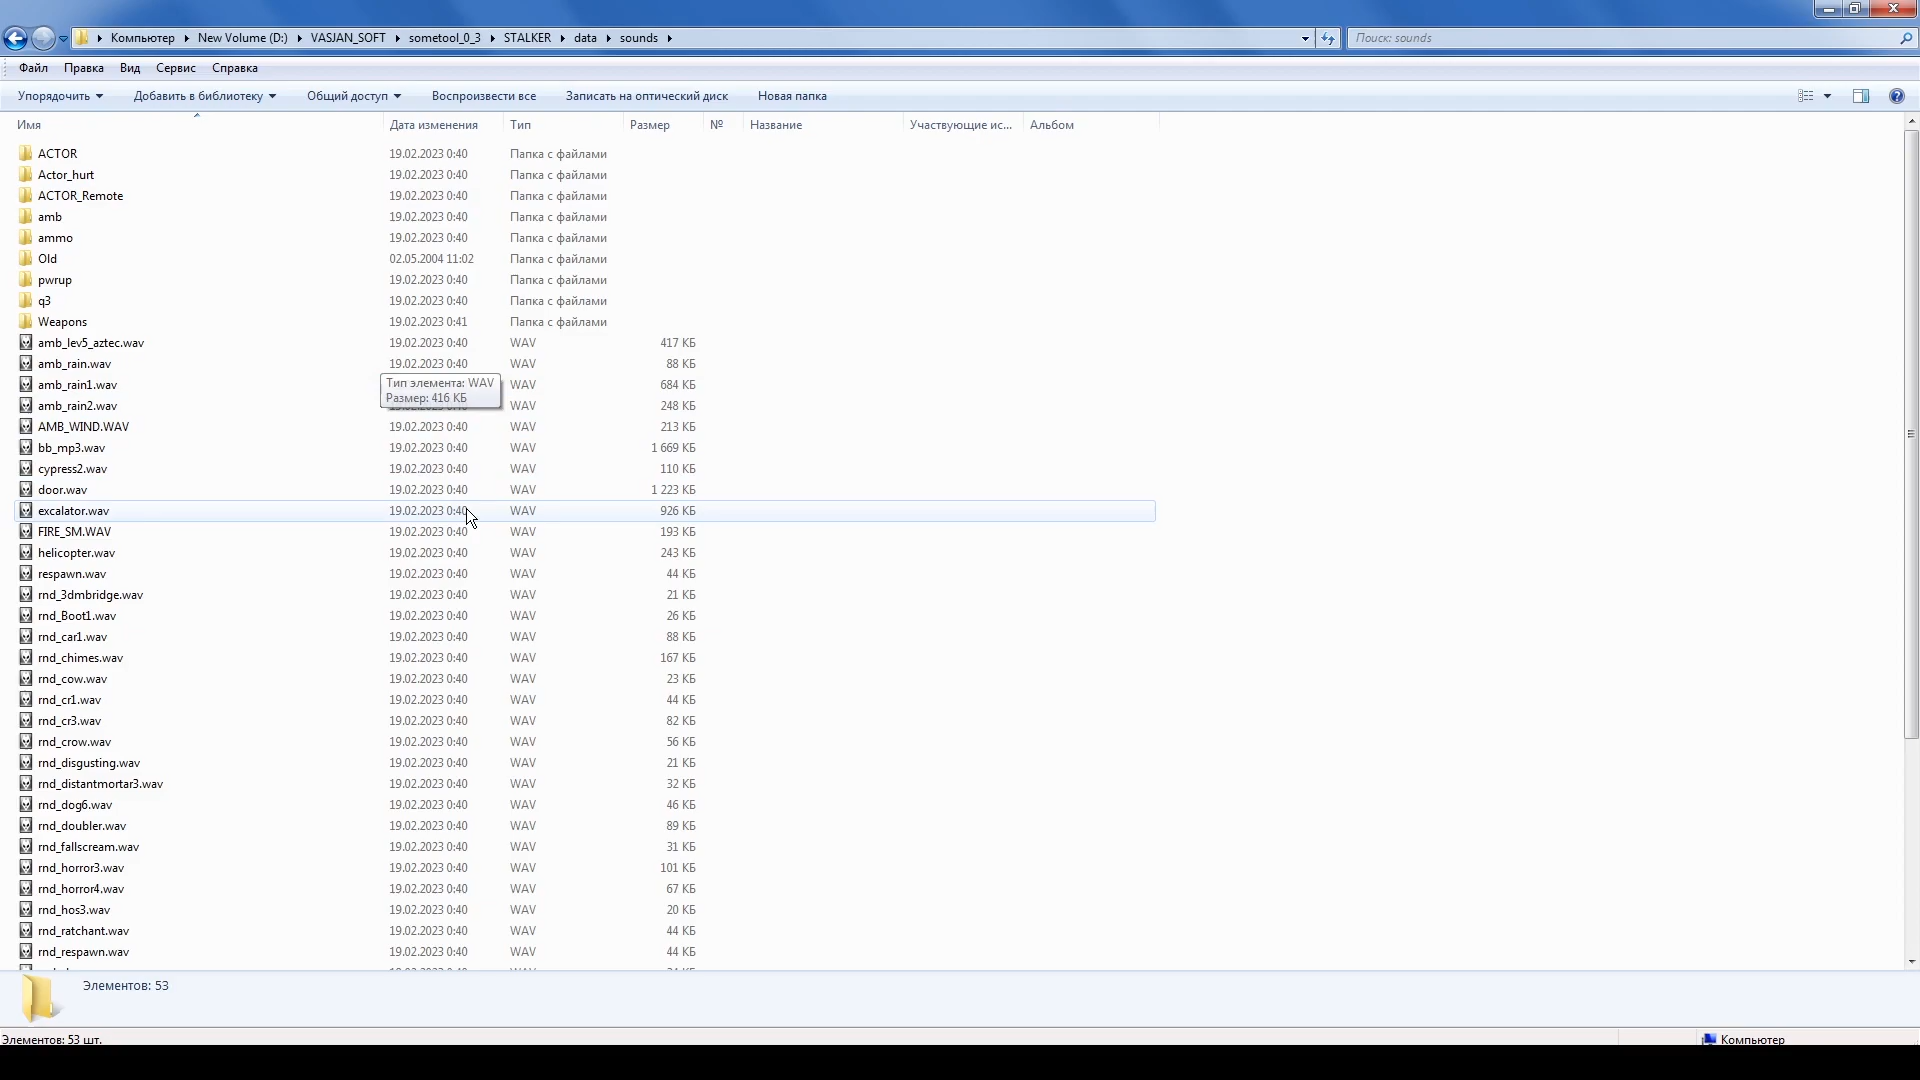 Компьютер New Volume (D:) VASJAN_SOFT sometool_0_3 STALKER data sounds Поиск: sounds
Файл Правка Вид Сервис Справка
Упорядочить Добавить в библиотеку Общий доступ Воспроизвести все Записать на оптический диск Новая папка
Имя Дата изменения Тип Размер № Название Участвующие ис... Альбом
ACTOR 19.02.2023 0:40 Папка с файлами
Actor_hurt 19.02.2023 0:40 Папка с файлами
ACTOR_Remote 19.02.2023 0:40 Папка с файлами
amb 19.02.2023 0:40 Папка с файлами
ammo 19.02.2023 0:40 Папка с файлами
Old 02.05.2004 11:02 Папка с файлами
pwrup 19.02.2023 0:40 Папка с файлами
q3 19.02.2023 0:40 Папка с файлами
Weapons 19.02.2023 0:41 Папка с файлами
amb_lev5_aztec.wav 19.02.2023 0:40 WAV 417 КБ
amb_rain.wav 19.02.2023 0:40 WAV 88 КБ
amb_rain1.wav WAV 684 КБ
Тип элемента: WAV
Размер: 416 КБ
amb_rain2.wav WAV 248 КБ
AMB_WIND.WAV 19.02.2023 0:40 WAV 213 КБ
bb_mp3.wav 19.02.2023 0:40 WAV 1 669 КБ
cypress2.wav 19.02.2023 0:40 WAV 110 КБ
door.wav 19.02.2023 0:40 WAV 1 223 КБ
excalator.wav 19.02.2023 0:40 WAV 926 КБ
FIRE_SM.WAV 19.02.2023 0:40 WAV 193 КБ
helicopter.wav 19.02.2023 0:40 WAV 243 КБ
respawn.wav 19.02.2023 0:40 WAV 44 КБ
rnd_3dmbridge.wav 19.02.2023 0:40 WAV 21 КБ
rnd_Boot1.wav 19.02.2023 0:40 WAV 26 КБ
rnd_car1.wav 19.02.2023 0:40 WAV 88 КБ
rnd_chimes.wav 19.02.2023 0:40 WAV 167 КБ
rnd_cow.wav 19.02.2023 0:40 WAV 23 КБ
rnd_cr1.wav 19.02.2023 0:40 WAV 44 КБ
rnd_cr3.wav 19.02.2023 0:40 WAV 82 КБ
rnd_crow.wav 19.02.2023 0:40 WAV 56 КБ
rnd_disgusting.wav 19.02.2023 0:40 WAV 21 КБ
rnd_distantmortar3.wav 19.02.2023 0:40 WAV 32 КБ
rnd_dog6.wav 19.02.2023 0:40 WAV 46 КБ
rnd_doubler.wav 19.02.2023 0:40 WAV 89 КБ
rnd_fallscream.wav 19.02.2023 0:40 WAV 31 КБ
rnd_horror3.wav 19.02.2023 0:40 WAV 101 КБ
rnd_horror4.wav 19.02.2023 0:40 WAV 67 КБ
rnd_hos3.wav 19.02.2023 0:40 WAV 20 КБ
rnd_ratchant.wav 19.02.2023 0:40 WAV 44 КБ
rnd_respawn.wav 19.02.2023 0:40 WAV 44 КБ
Элементов: 53
Элементов: 53 шт. Компьютер